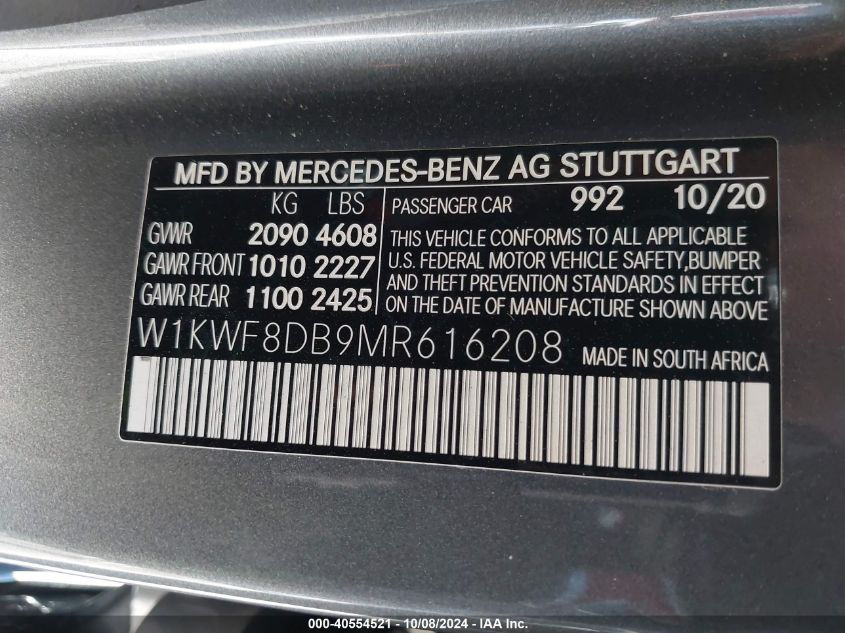 MFD BY MERCEDES-BENZ AG STUTTGART
KG LBS
GVWR 2090 4608
GAWR FRONT 1010 2227
GAWR REAR 1100 2425
PASSENGER CAR 992 10/20
THIS VEHICLE CONFORMS TO ALL APPLICABLE
U.S. FEDERAL MOTOR VEHICLE SAFETY,BUMPER
AND THEFT PREVENTION STANDARDS IN EFFECT
ON THE DATE OF MANUFACTURE SHOWN ABOVE
W1KWF8DB9MR616208 MADE IN SOUTH AFRICA
000-40554521 - 10/08/2024 - IAAI.com